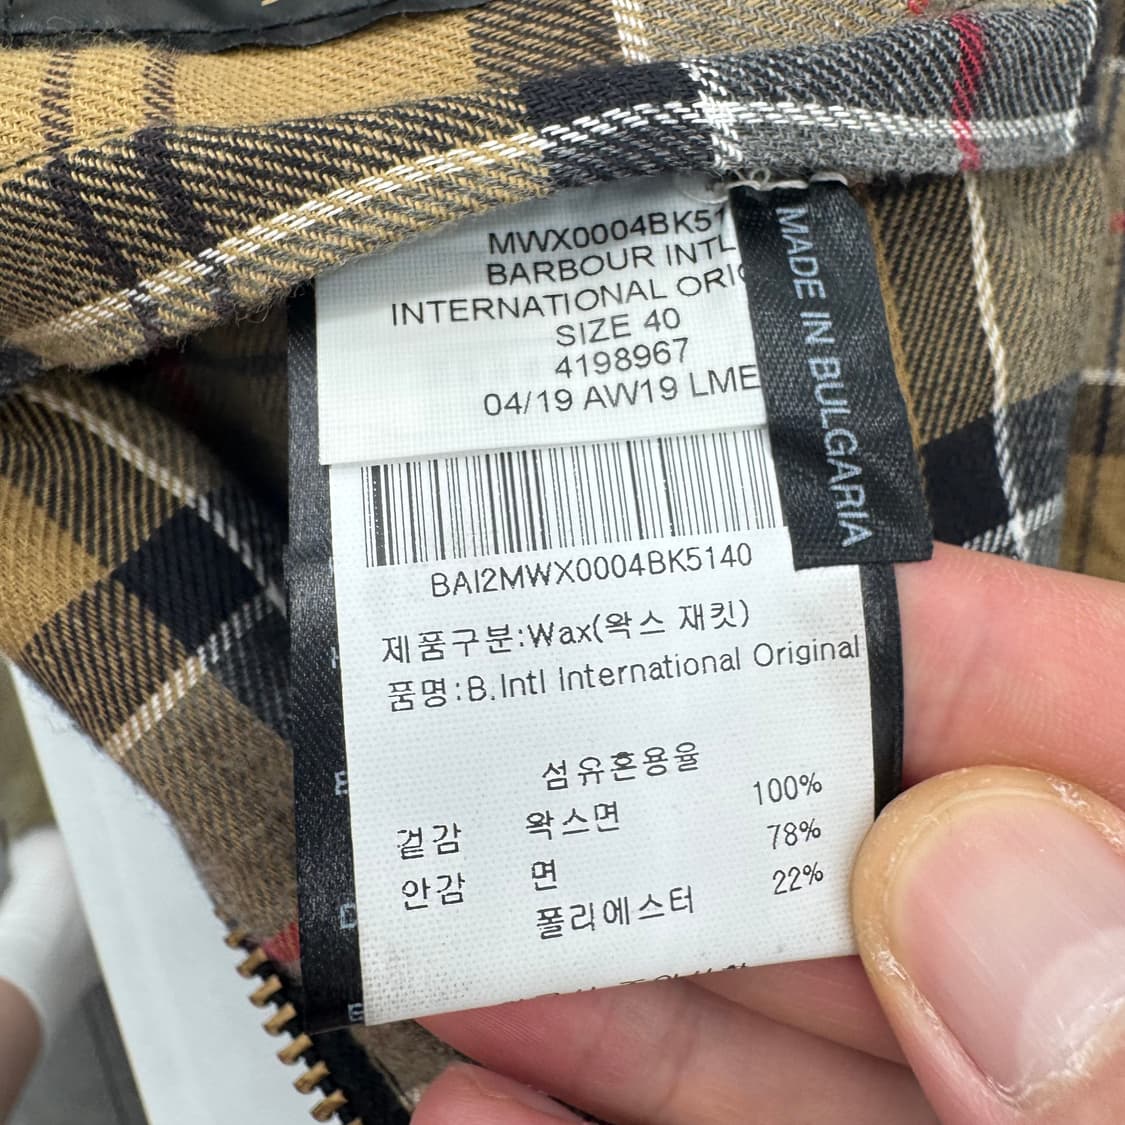 MWX0004BK51
BARBOUR INTL
INTERNATIONAL ORIG
SIZE 40
4198967
04/19 AW19 LME
MADE IN BULGARIA
BAI2MWX0004BK5140
제품구분:Wax(왁스 재킷)
품명:B.Intl International Original
섬유혼용율
겉감 왁스면 100%
안감 면 78%
폴리에스터 22%